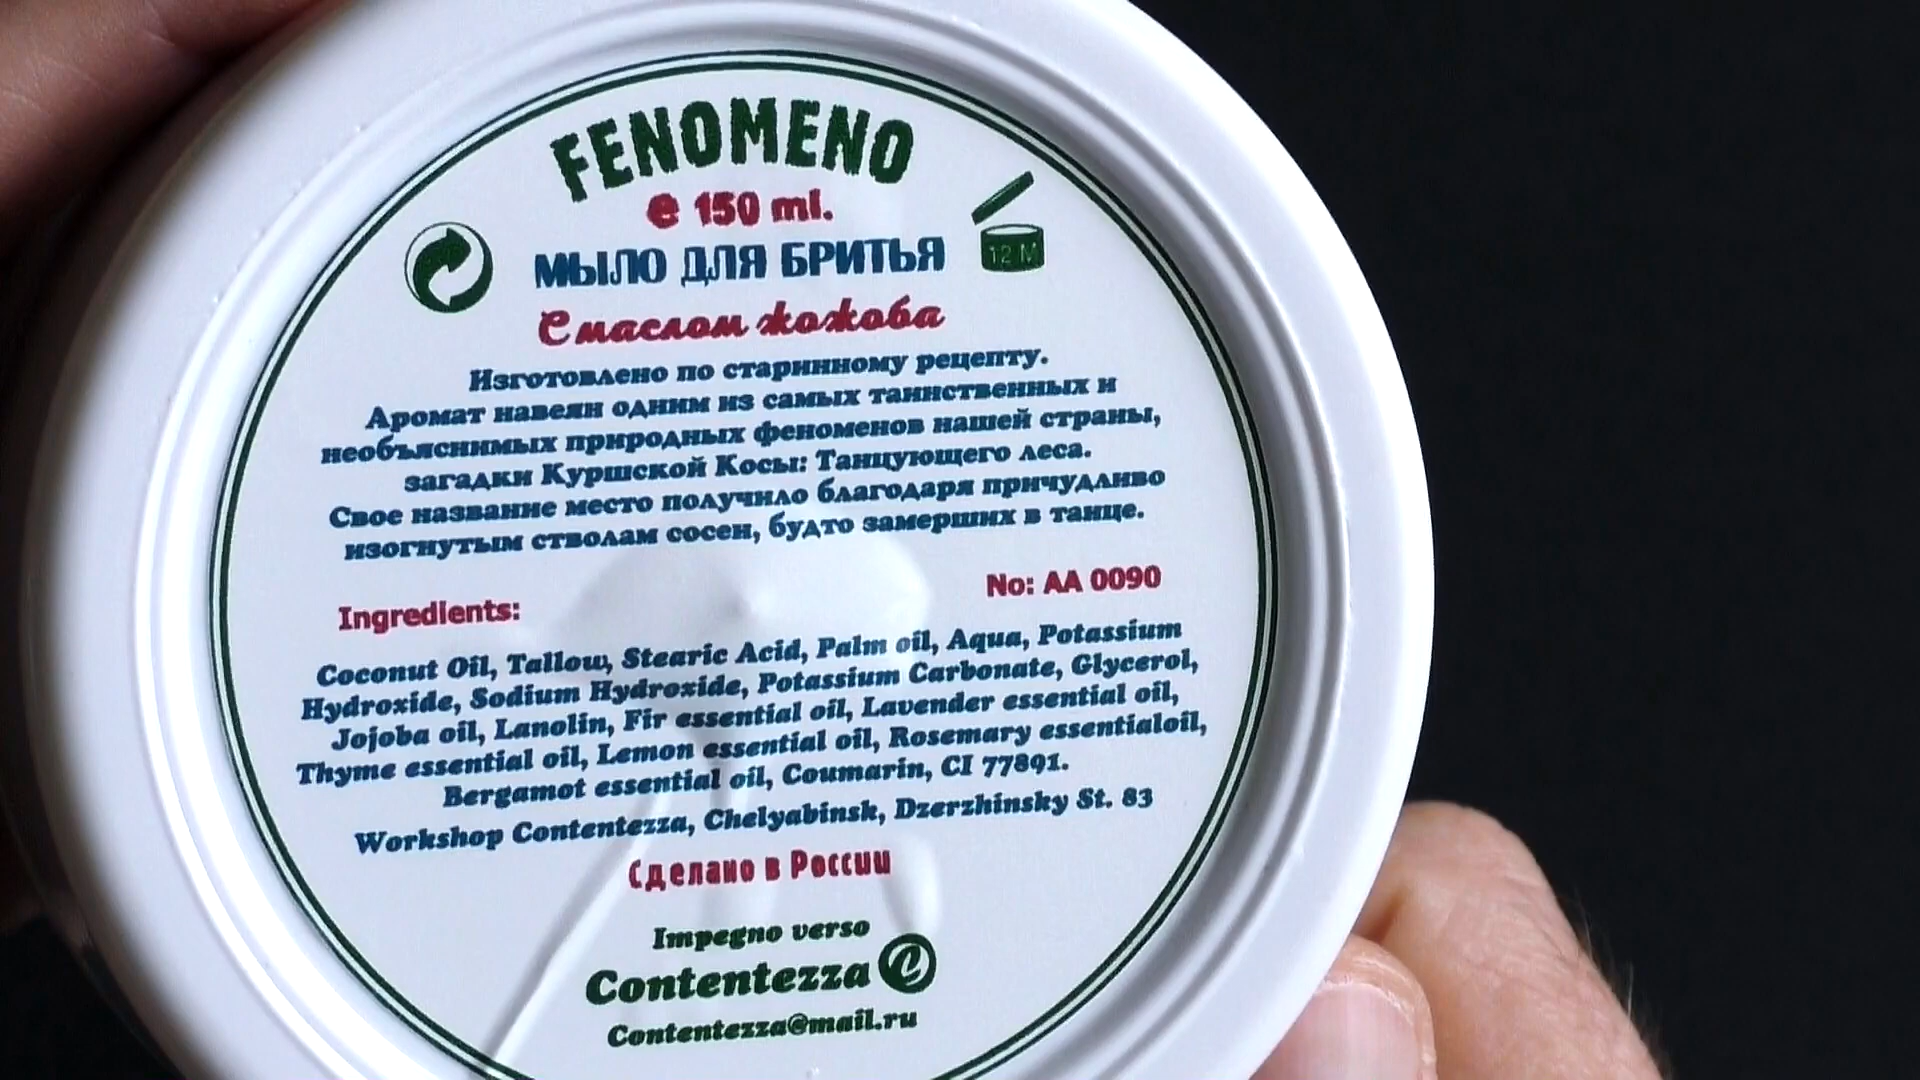 FENOMENO
e 150 ml.
12 M
МЫЛО ДЛЯ БРИТЬЯ
С маслом жожоба
Изготовлено по старинному рецепту.
Аромат навеян одним из самых таинственных и
необъяснимых природных феноменов нашей страны,
загадки Куршской Косы: Танцующего леса.
Свое название место получило благодаря причудливо
изогнутым стволам сосен, будто замерших в танце.
No: AA 0090
Ingredients:
Coconut Oil, Tallow, Stearic Acid, Palm oil, Aqua, Potassium
Hydroxide, Sodium Hydroxide, Potassium Carbonate, Glycerol,
Jojoba oil, Lanolin, Fir essential oil, Lavender essential oil,
Thyme essential oil, Lemon essential oil, Rosemary essentialoil,
Bergamot essential oil, Coumarin, CI 77891.
Workshop Contentezza, Chelyabinsk, Dzerzhinsky St. 83
Сделано в России
Impegno verso
Contentezza C
Contentezza@mail.ru